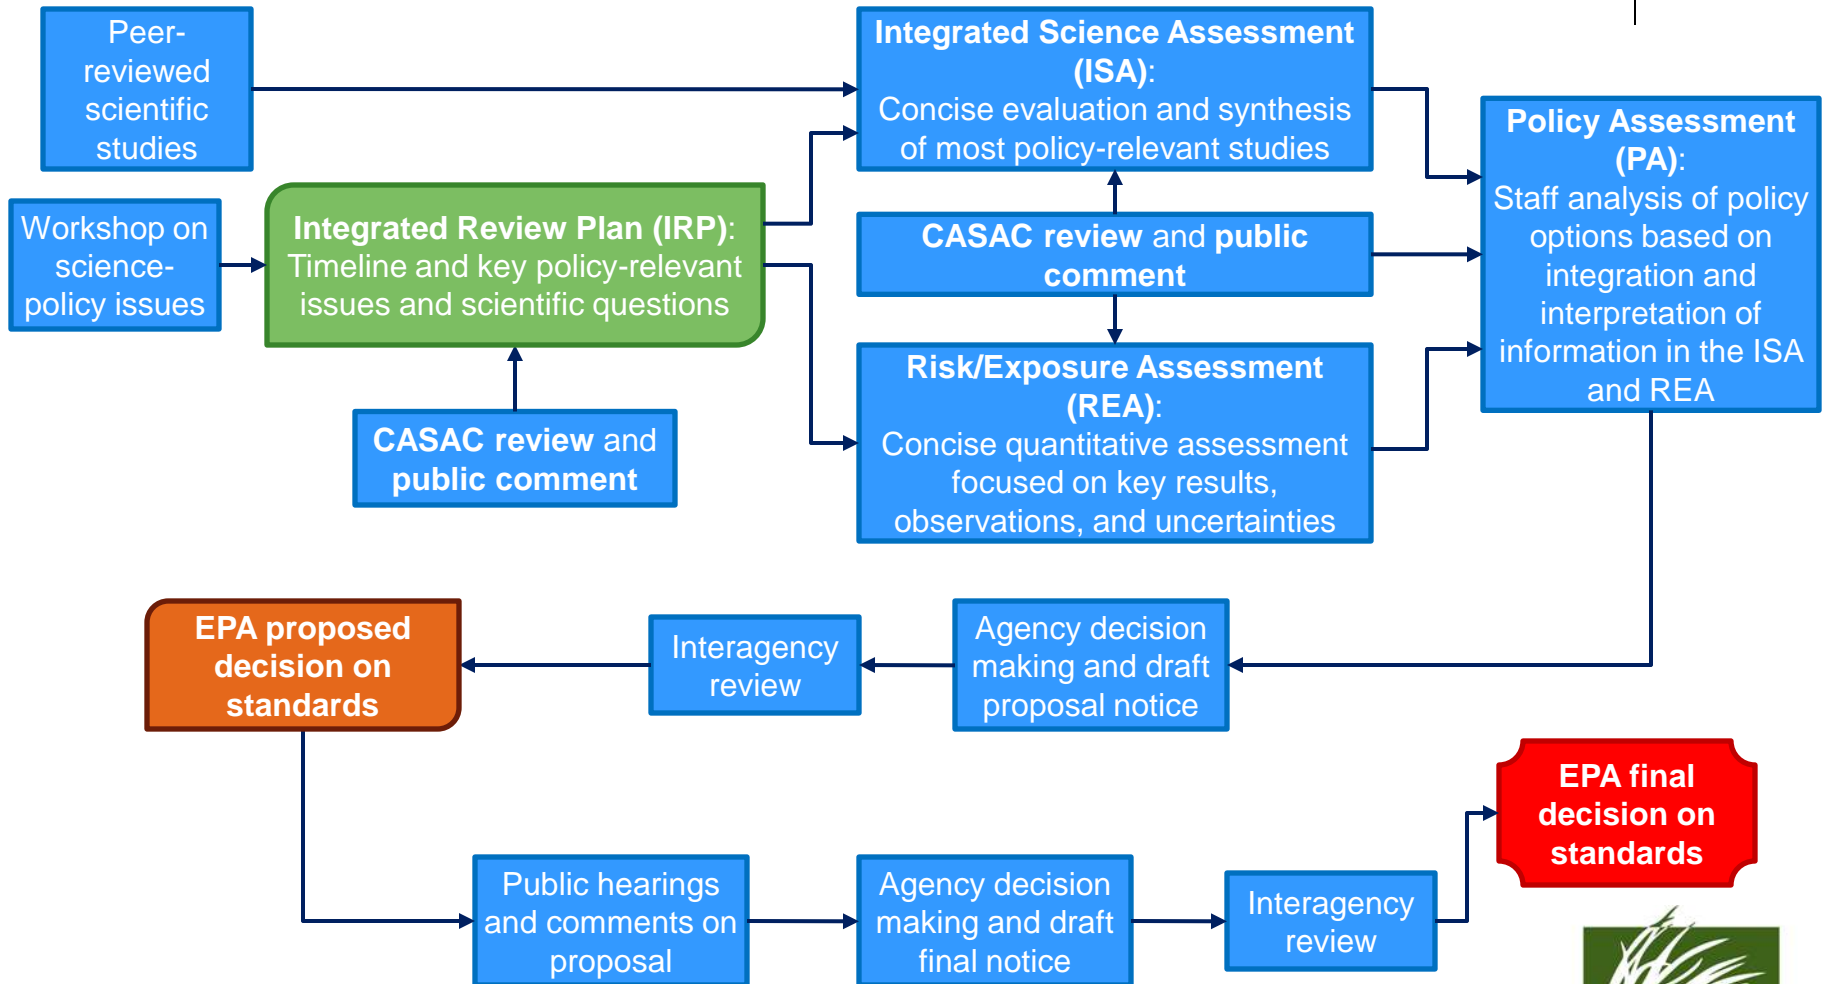 Peer-
reviewed
scientific
studies
Integrated Science Assessment
(ISA):
Concise evaluation and synthesis
of most policy-relevant studies
Policy Assessment
(PA):
Staff analysis of policy
options based on
integration and
interpretation of
information in the ISA
and REA
Workshop on
science-
policy issues
Integrated Review Plan (IRP):
Timeline and key policy-relevant
issues and scientific questions
CASAC review and public
comment
CASAC review and
public comment
Risk/Exposure Assessment
(REA):
Concise quantitative assessment
focused on key results,
observations, and uncertainties
EPA proposed
decision on
standards
Interagency
review
Agency decision
making and draft
proposal notice
Public hearings
and comments on
proposal
Agency decision
making and draft
final notice
Interagency
review
EPA final
decision on
standards